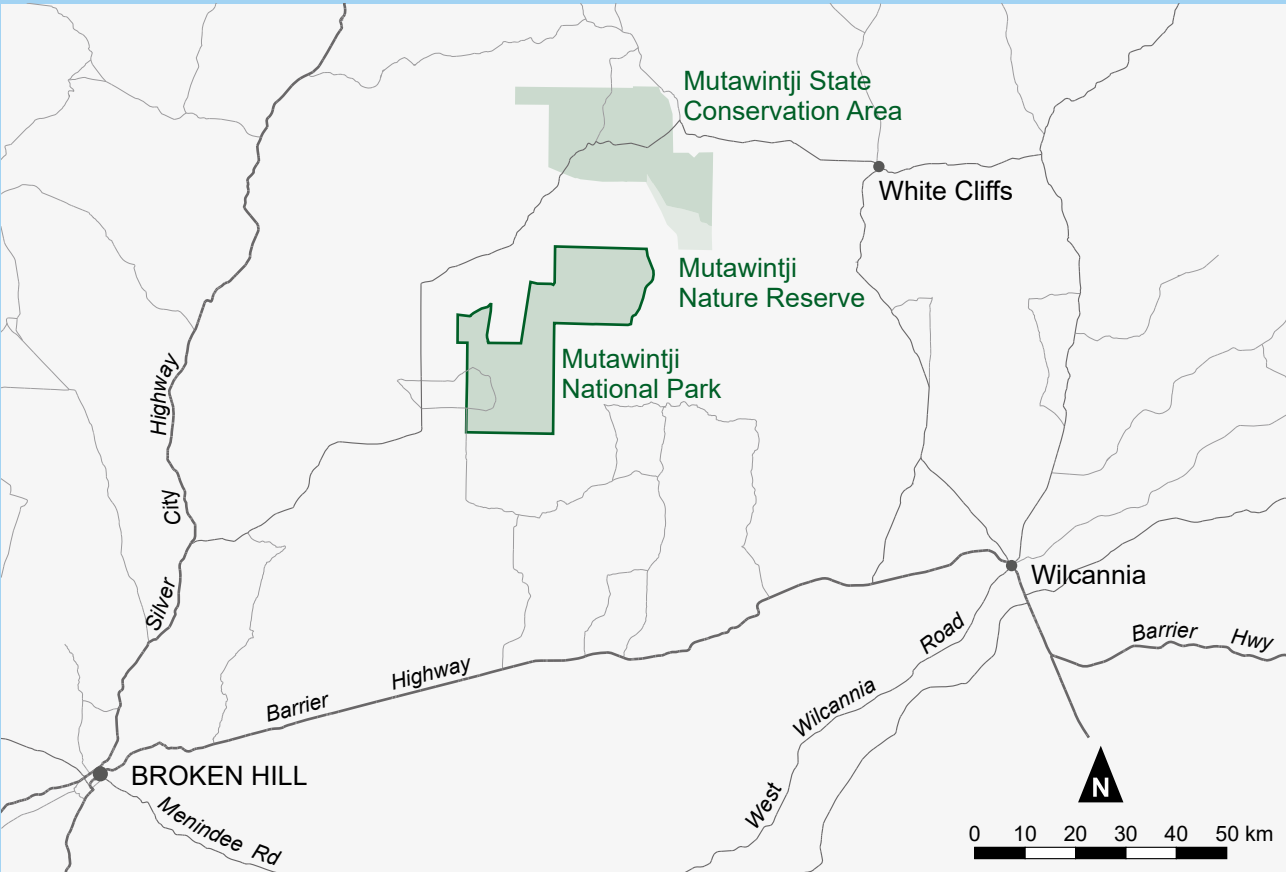 Mutawintji State
Conservation Area
White Cliffs
Mutawintji
Nature Reserve
Mutawintji
National Park
Silver City Highway
Wilcannia
Barrier Hwy
Barrier Highway
West Wilcannia Road
BROKEN HILL
Menindee Rd
N
0 10 20 30 40 50 km